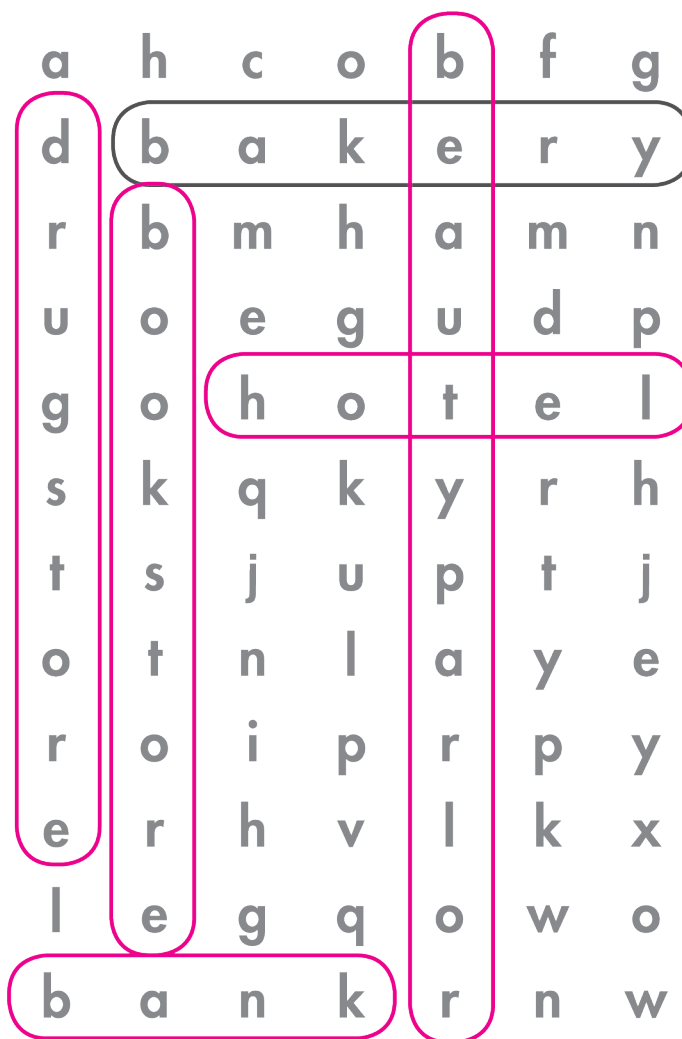 a h c o b f g
d b a k e r y
r b m h a m n
u o e g u d p
g o h o t e l
s k q k y r h
t s j u p t j
o t n l a y e
r o i p r p y
e r h v l k x
l e g q o w o
b a n k r n w